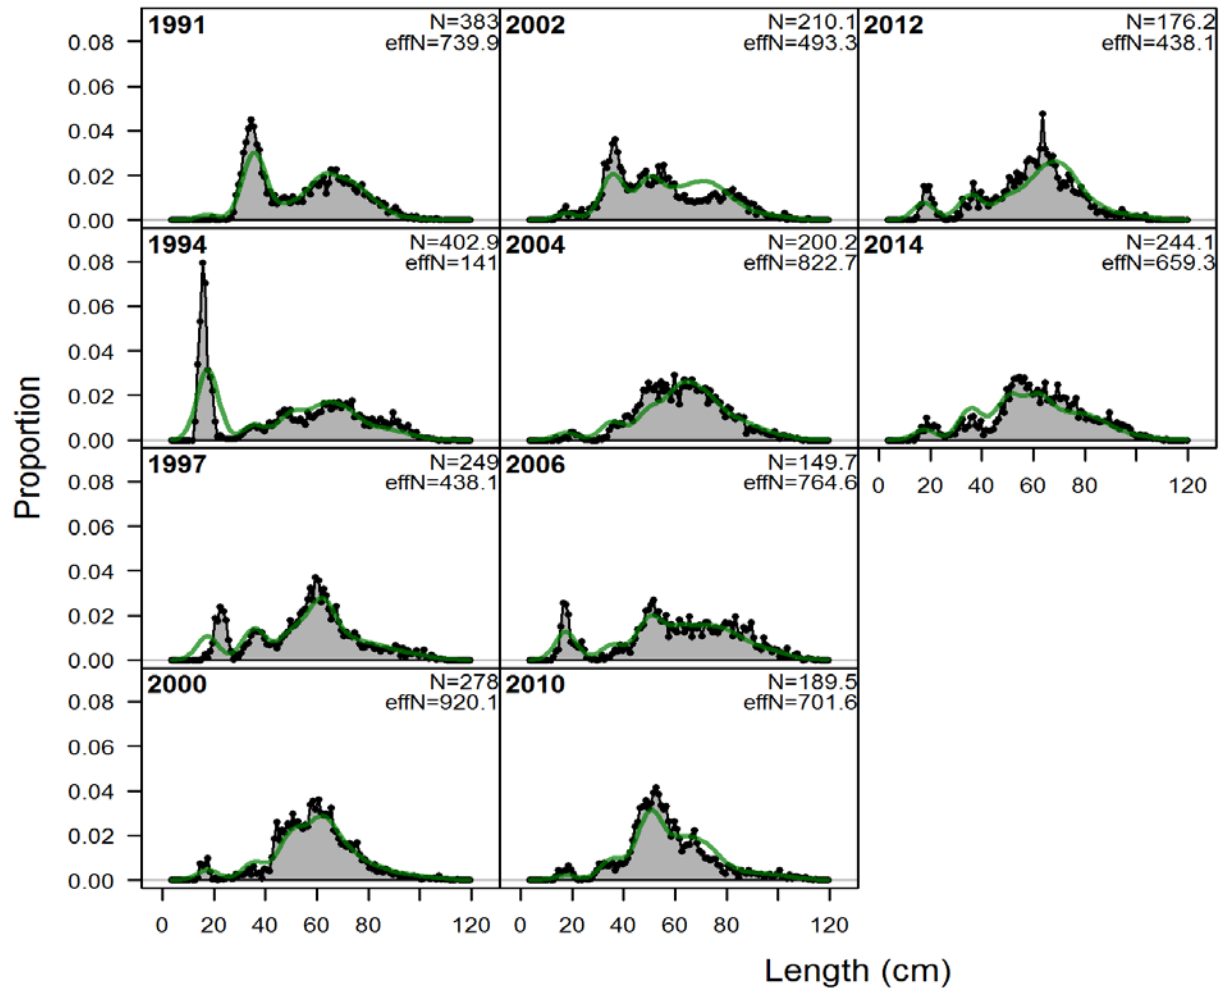 1991
N=383
effN=739.9
2002
N=210.1
effN=493.3
2012
N=176.2
effN=438.1
0.08
0.06
0.04
0.02
0.00
1994
N=402.9
effN=141
2004
N=200.2
effN=822.7
2014
N=244.1
effN=659.3
0.08
0.06
0.04
0.02
0.00
0 20 40 60 80 120
1997
N=249
effN=438.1
2006
N=149.7
effN=764.6
0.08
0.06
0.04
0.02
0.00
2000
N=278
effN=920.1
2010
N=189.5
effN=701.6
0.08
0.06
0.04
0.02
0.00
0 20 40 60 80 120
0 20 40 60 80 120
Proportion
Length (cm)